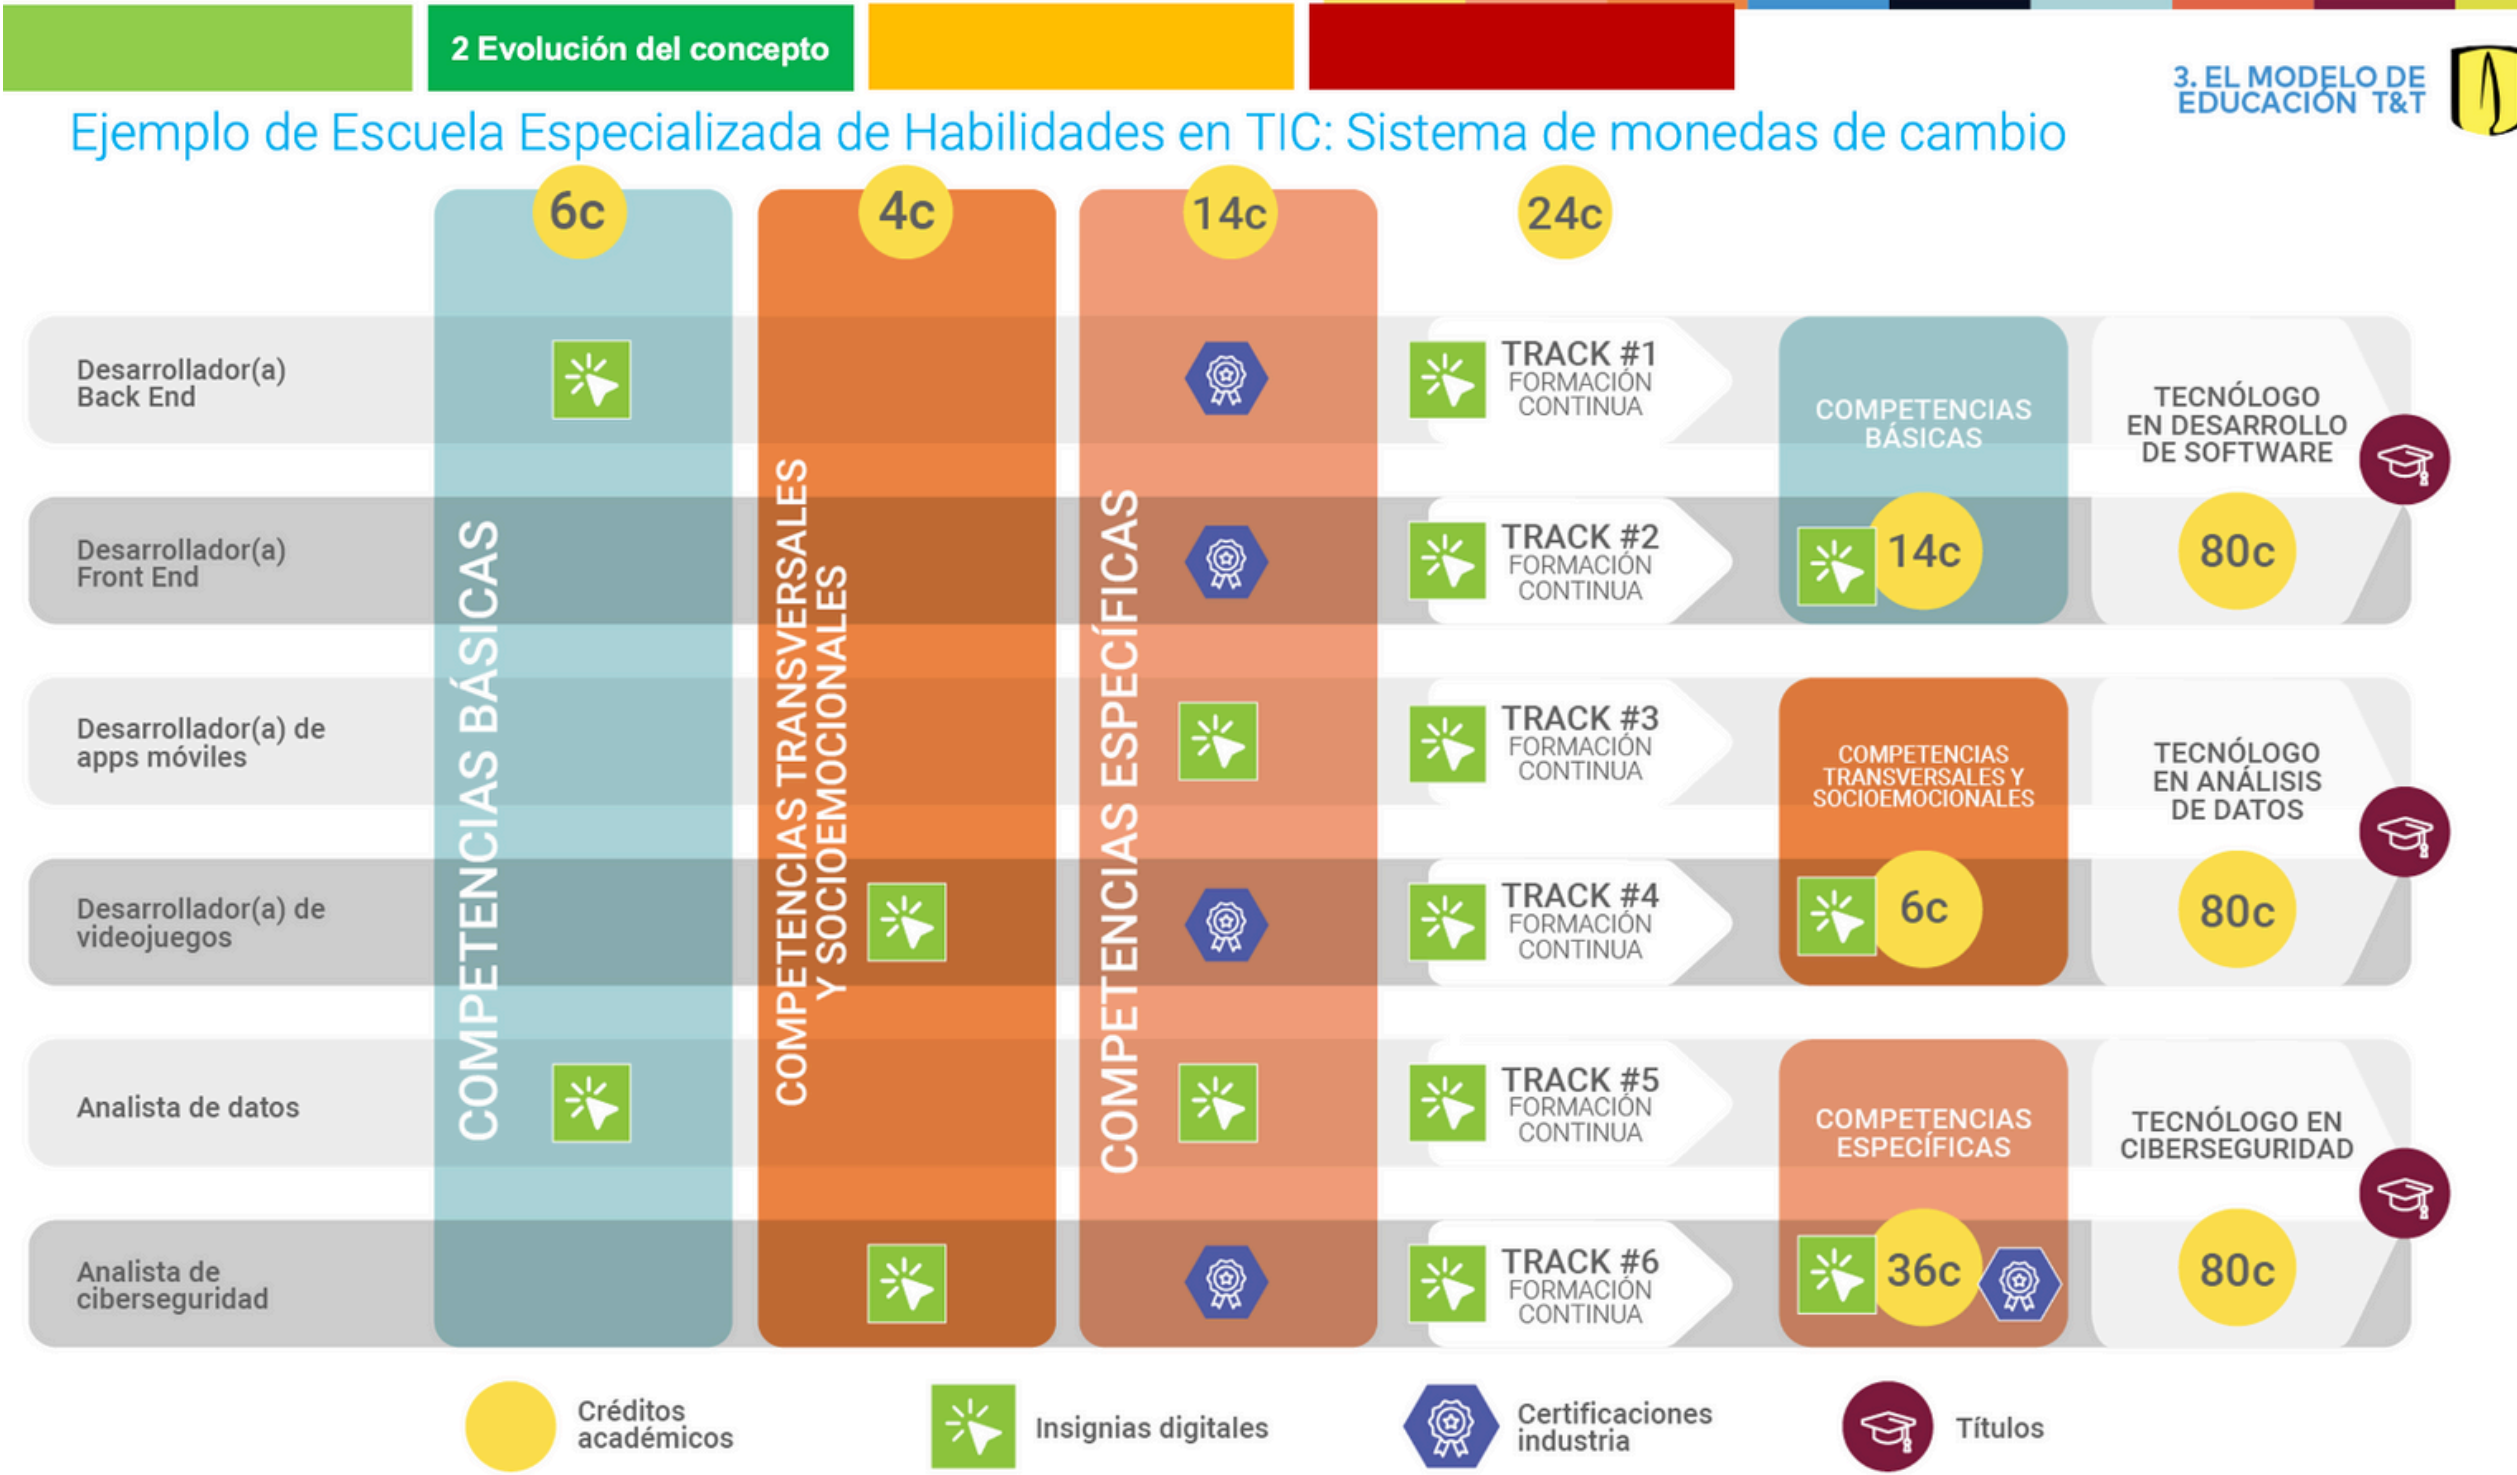 2 Evolución del concepto
3. EL MODELO DE
EDUCACIÓN T&T
Ejemplo de Escuela Especializada de Habilidades en TIC: Sistema de monedas de cambio
6c
4c
14c
24c
COMPETENCIAS BÁSICAS
COMPETENCIAS TRANSVERSALES
Y SOCIOEMOCIONALES
COMPETENCIAS ESPECÍFICAS
Desarrollador(a)
Back End
TRACK #1
FORMACIÓN
CONTINUA
Desarrollador(a)
Front End
TRACK #2
FORMACIÓN
CONTINUA
COMPETENCIAS
BÁSICAS
14c
TECNÓLOGO
EN DESARROLLO
DE SOFTWARE
80c
Desarrollador(a) de
apps móviles
TRACK #3
FORMACIÓN
CONTINUA
Desarrollador(a) de
videojuegos
TRACK #4
FORMACIÓN
CONTINUA
COMPETENCIAS
TRANSVERSALES Y
SOCIOEMOCIONALES
6c
TECNÓLOGO
EN ANÁLISIS
DE DATOS
80c
Analista de datos
TRACK #5
FORMACIÓN
CONTINUA
Analista de
ciberseguridad
TRACK #6
FORMACIÓN
CONTINUA
COMPETENCIAS
ESPECÍFICAS
36c
TECNÓLOGO EN
CIBERSEGURIDAD
80c
Créditos
académicos
Insignias digitales
Certificaciones
industria
Títulos